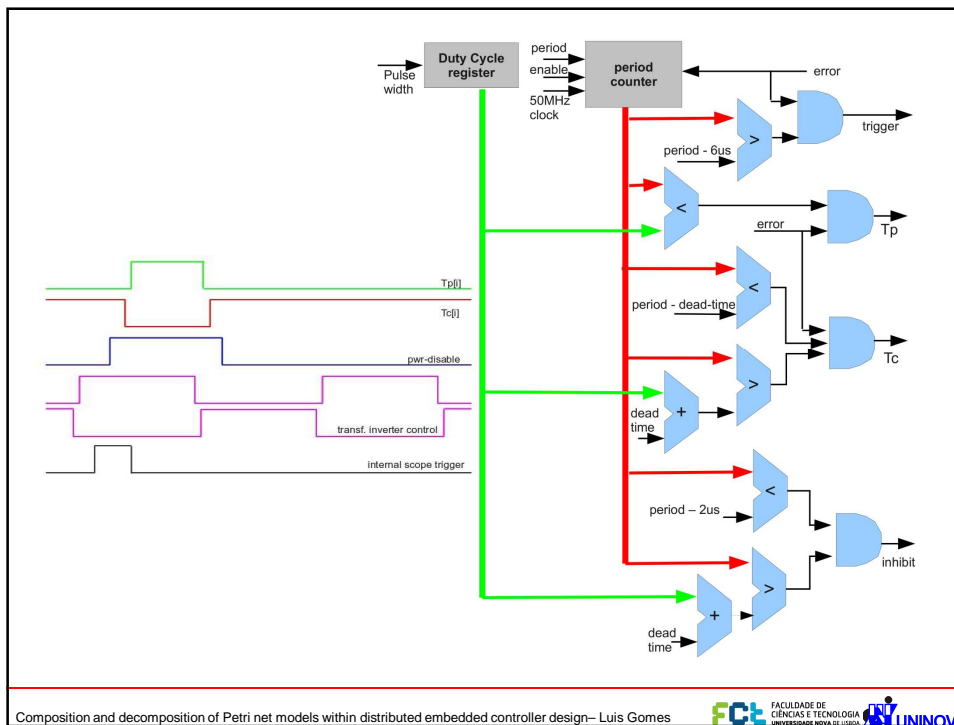 Duty Cycle
register
Pulse
width
period
enable
50MHz
clock
period
counter
error
trigger
>
period - 6us
<
error
Tp
<
period - dead-time
Tc
>
+
dead
time
<
period – 2us
inhibit
>
+
dead
time
Tp[i]
Tc[i]
pwr-disable
transf. inverter control
internal scope trigger
Composition and decomposition of Petri net models within distributed embedded controller design– Luis Gomes
FCt
FACULDADE DE
CIÊNCIAS E TECNOLOGIA
UNIVERSIDADE NOVA DE LISBOA
UNINOVA